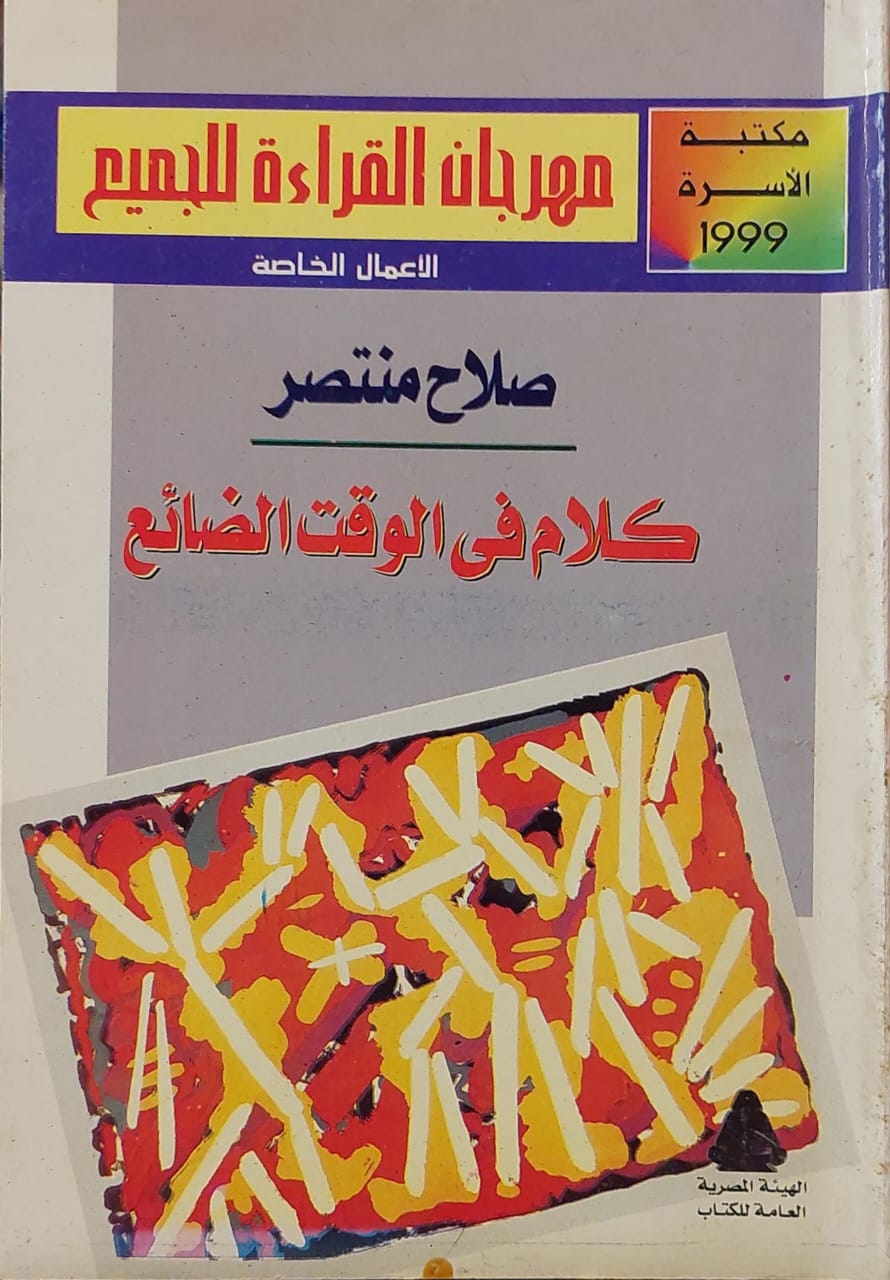 مكتبة
الأسرة
1999
مهرجان القراءة للجميع
الاعمال الخاصة
صلاح منتصر
كلام فى الوقت الضائع
الهيئة المصرية
العامة للكتاب